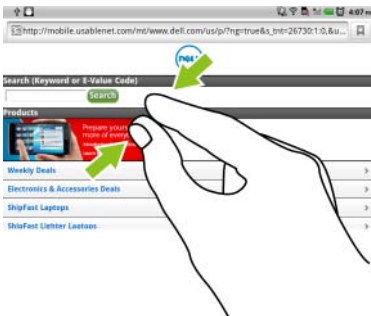 4:07
http://mobile.usablenet.com/mt/www.dell.com/us/p/?ng=true&s_tnt=26730:1:0,&u...
DELL
Search (Keyword or E-Value Code)
Search
Products
Prepare yours
more of every
Weekly Deals
Electronics & Accessories Deals
ShipFast Laptops
ShipFast Lighter Laptops